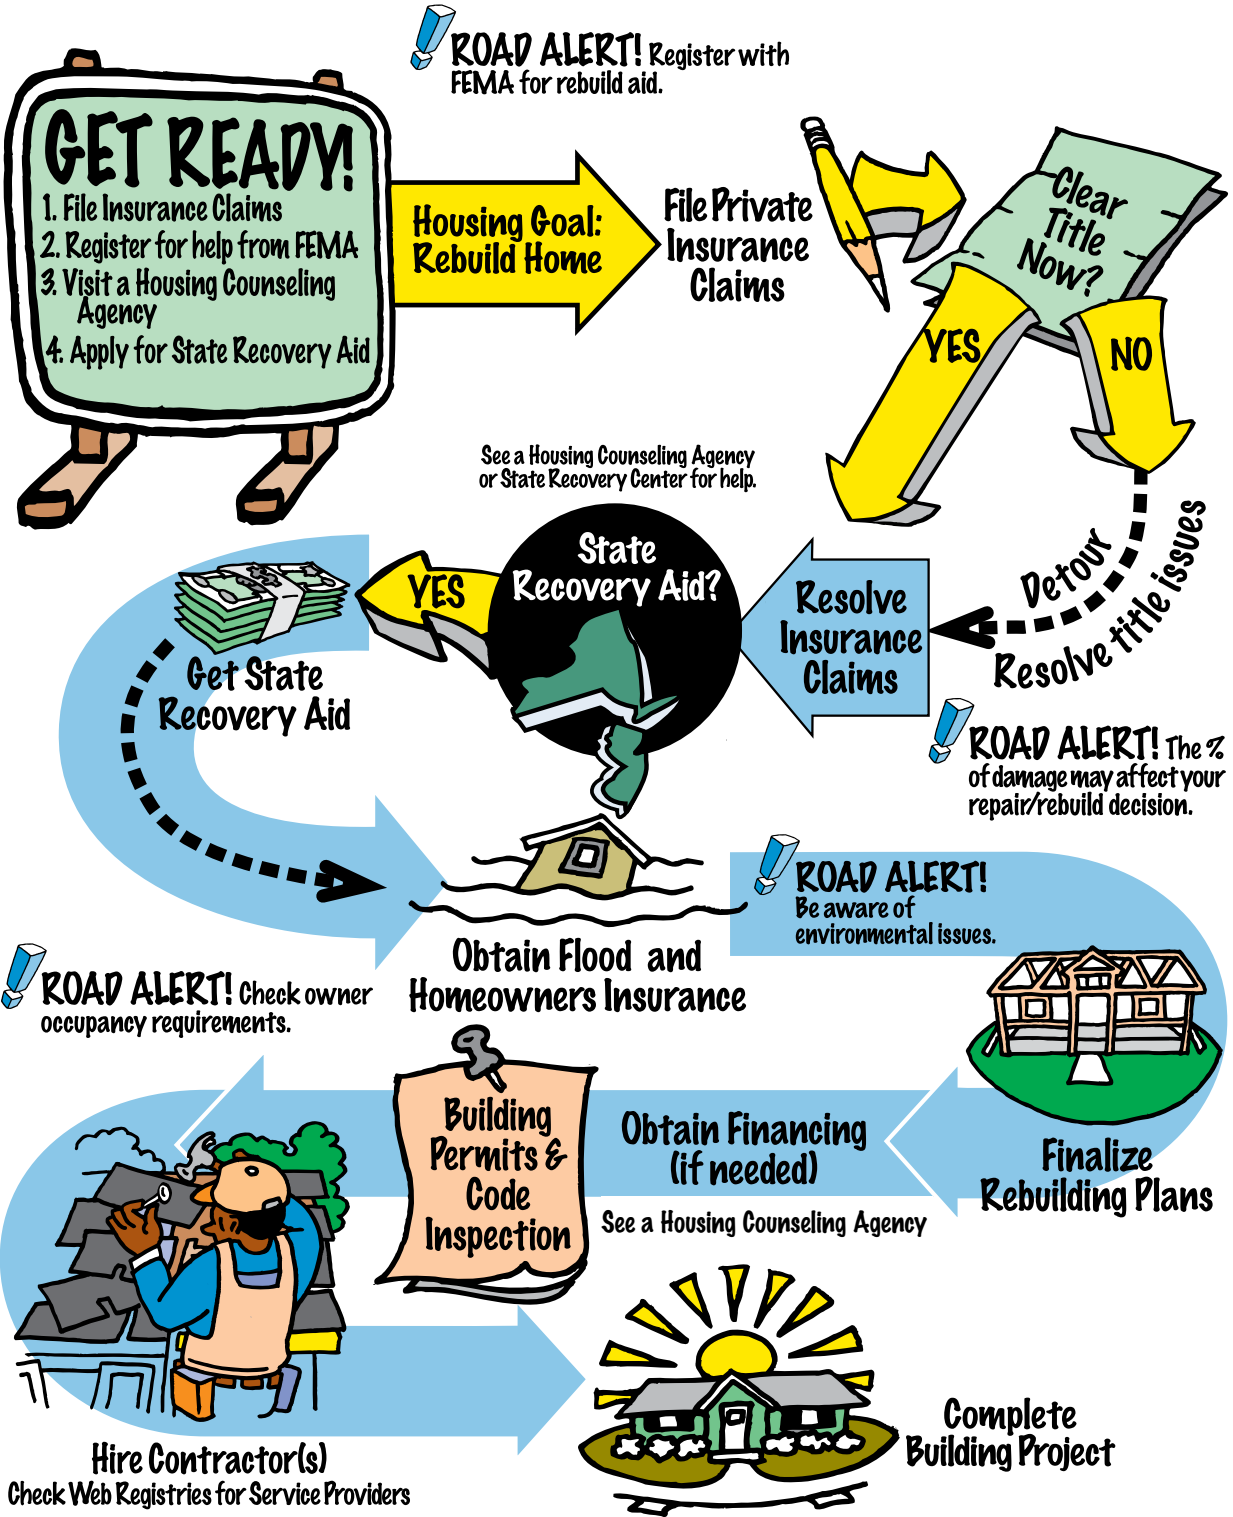 ROAD ALERT! Register with
FEMA for rebuild aid.
GET READY!
1. File Insurance Claims
2. Register for help from FEMA
3. Visit a Housing Counseling
Agency
4. Apply for State Recovery Aid
Housing Goal:
Rebuild Home
File Private
Insurance
Claims
Clear
Title
Now?
YES
NO
Detour
Resolve title issues
See a Housing Counseling Agency
or State Recovery Center for help.
State
Recovery Aid?
Resolve
Insurance
Claims
YES
Get State
Recovery Aid
ROAD ALERT! The %
of damage may affect your
repair/rebuild decision.
ROAD ALERT!
Be aware of
environmental issues.
Obtain Flood and
Homeowners Insurance
ROAD ALERT! Check owner
occupancy requirements.
Finalize
Rebuilding Plans
Obtain Financing
(if needed)
See a Housing Counseling Agency
Building
Permits &
Code
Inspection
Hire Contractor(s)
Check Web Registries for Service Providers
Complete
Building Project